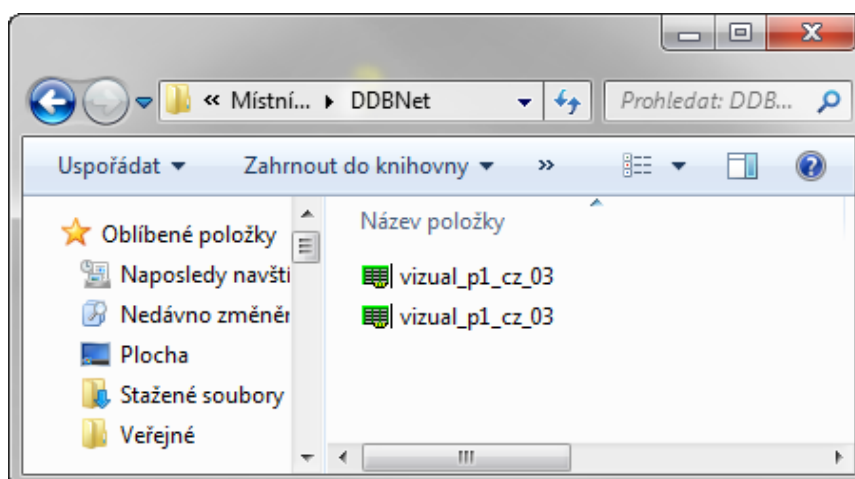 « Místní... DDBNet Prohledat: DDB...
Uspořádat Zahrnout do knihovny »
Název položky
Oblíbené položky
Naposledy navšti
Nedávno změněr
Plocha
Stažené soubory
Veřejné
vizual_p1_cz_03
vizual_p1_cz_03